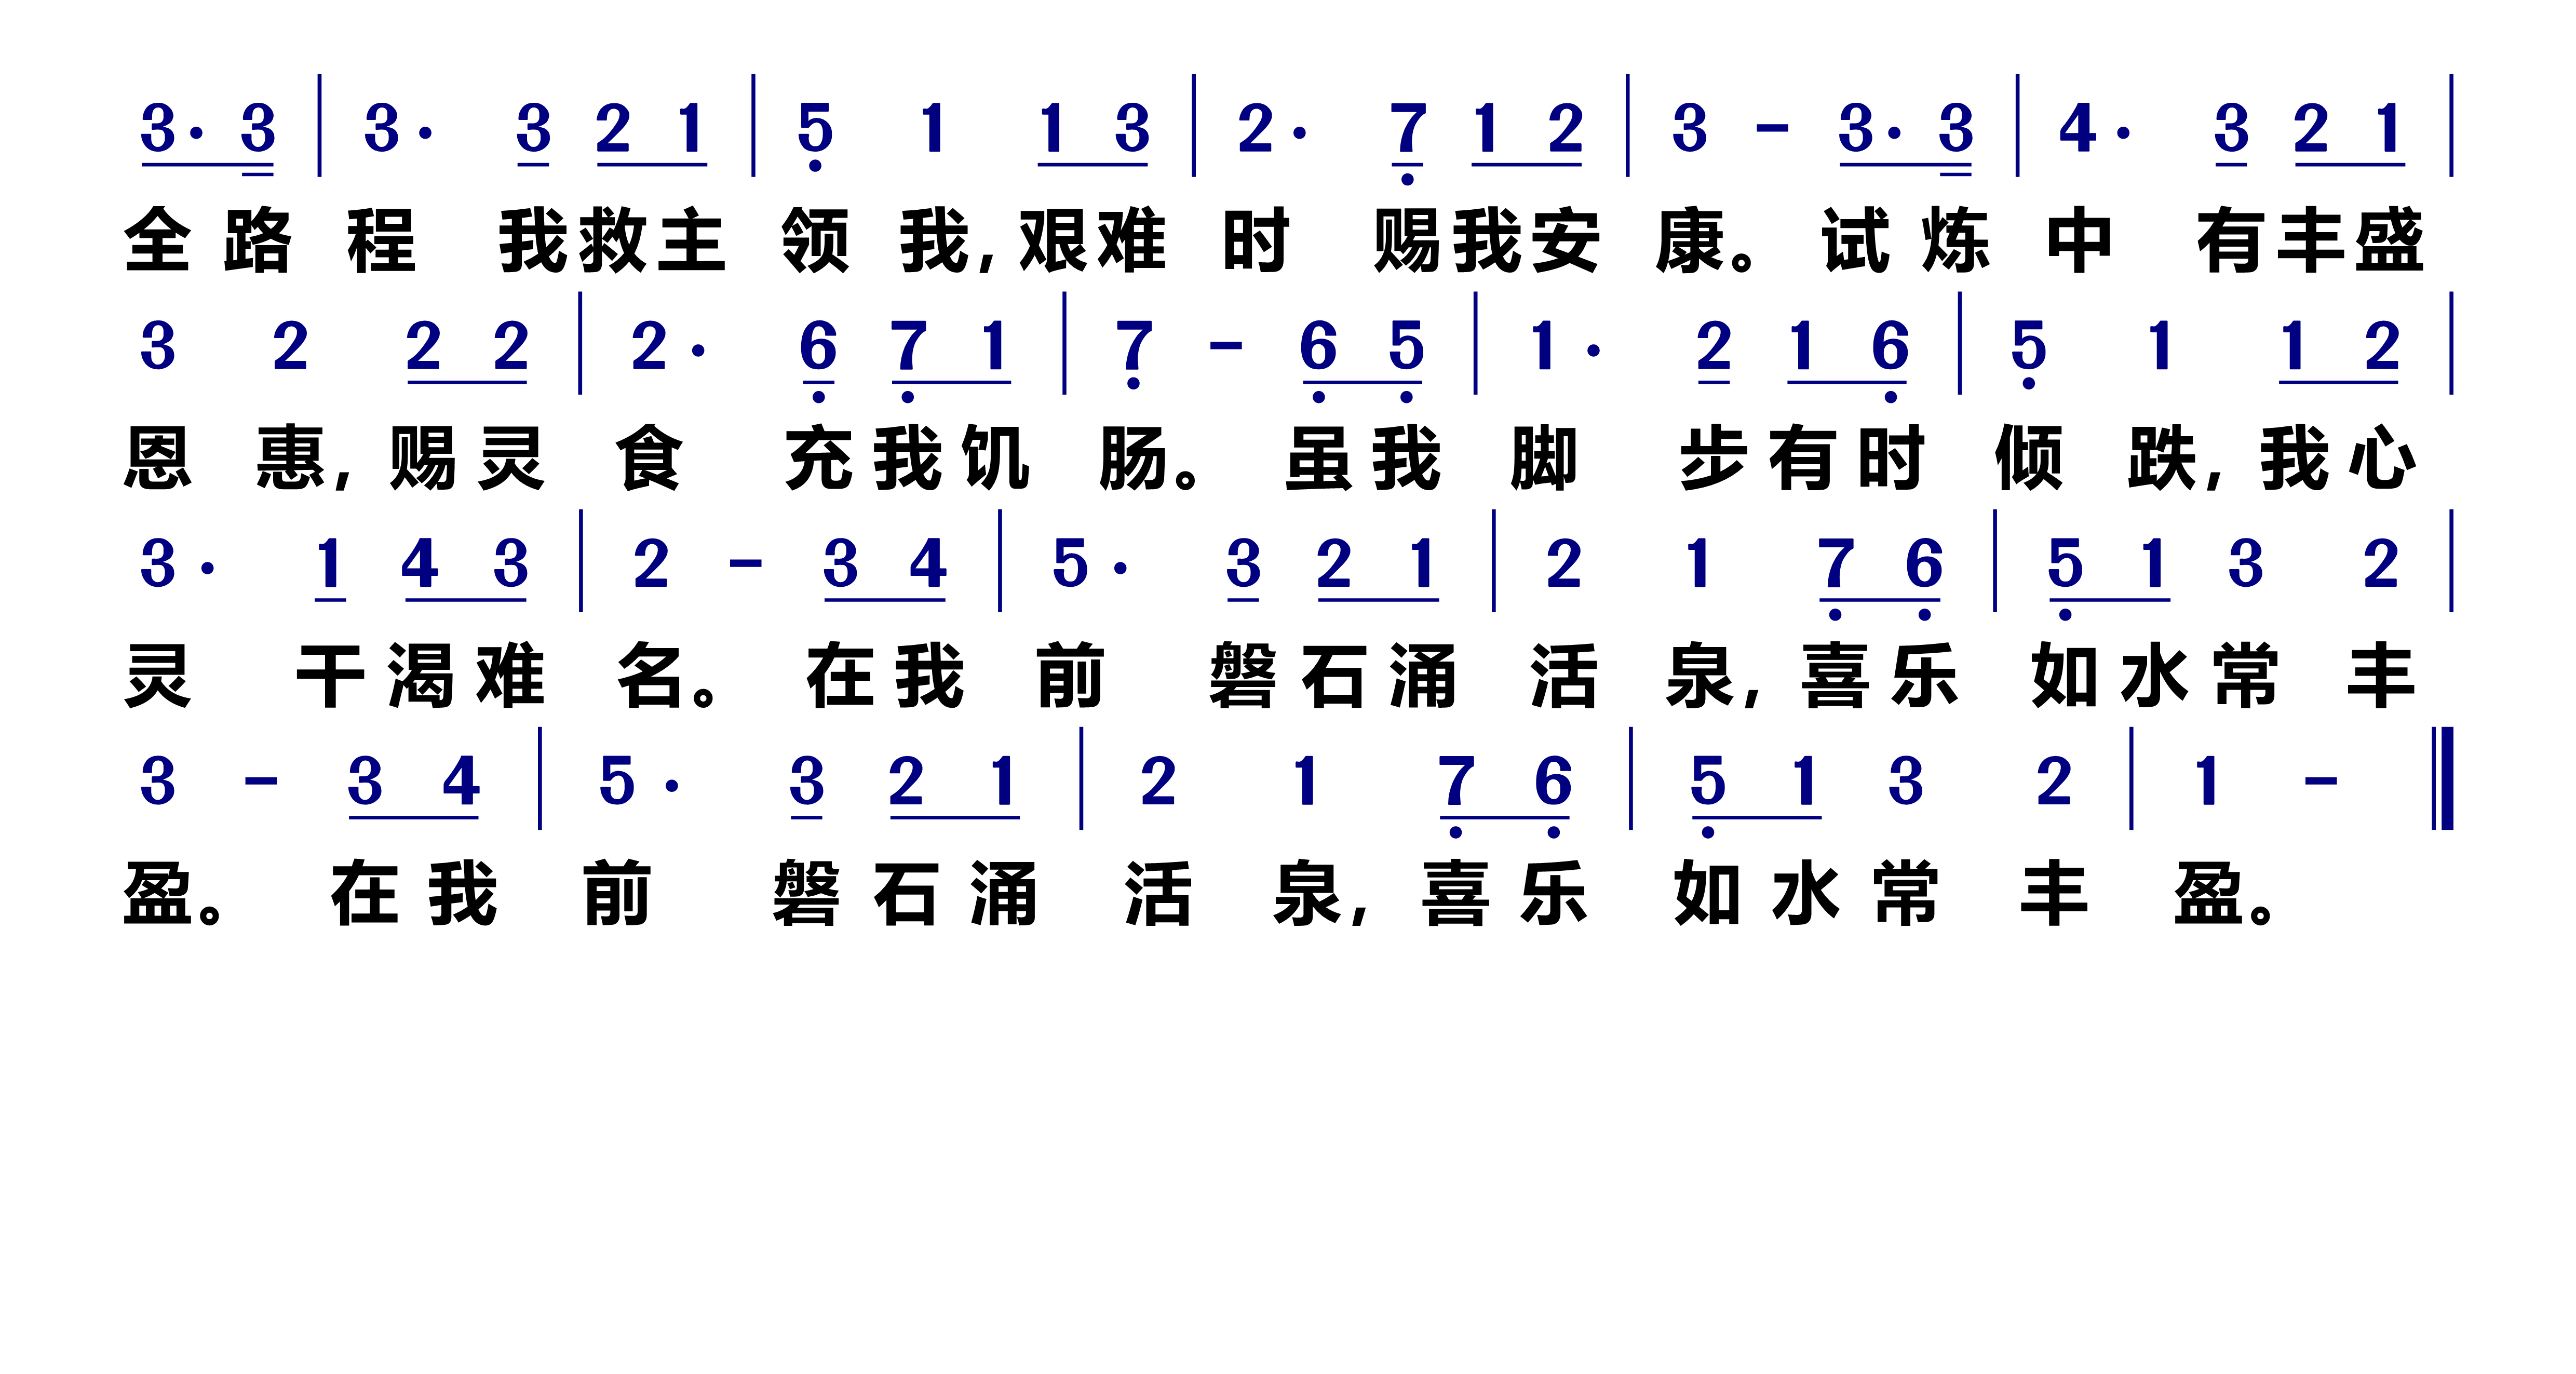 3· 3 | 3· 3 2 1 | 5 1 1 3 | 2· 7 1 2 | 3 - 3· 3 | 4· 3 2 1 |
全路程我救主领我,艰难时赐我安康。试炼中有丰盛
3 2 2 2 | 2· 6 7 1 | 7 - 6 5 | 1· 2 1 6 | 5 1 1 2 |
恩惠,赐灵食充我饥肠。虽我脚步有时倾跌,我心
3· 1 4 3 | 2 - 3 4 | 5· 3 2 1 | 2 1 7 6 | 5 1 3 2 |
灵干渴难名。在我前磐石涌活泉,喜乐如水常丰
3 - 3 4 | 5· 3 2 1 | 2 1 7 6 | 5 1 3 2 | 1 - ‖
盈。在我前磐石涌活泉,喜乐如水常丰盈。